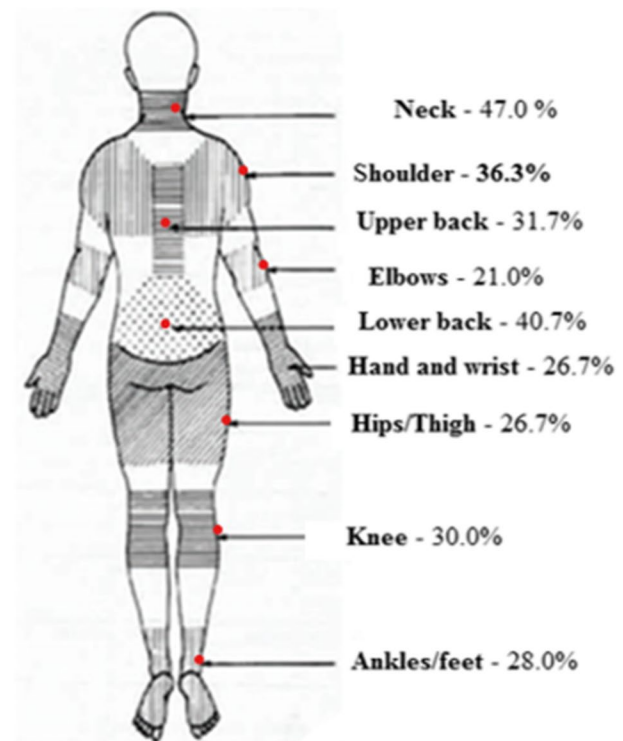 Neck - 47.0 %
Shoulder - 36.3%
Upper back - 31.7%
Elbows - 21.0%
Lower back - 40.7%
Hand and wrist - 26.7%
Hips/Thigh - 26.7%
Knee - 30.0%
Ankles/feet - 28.0%